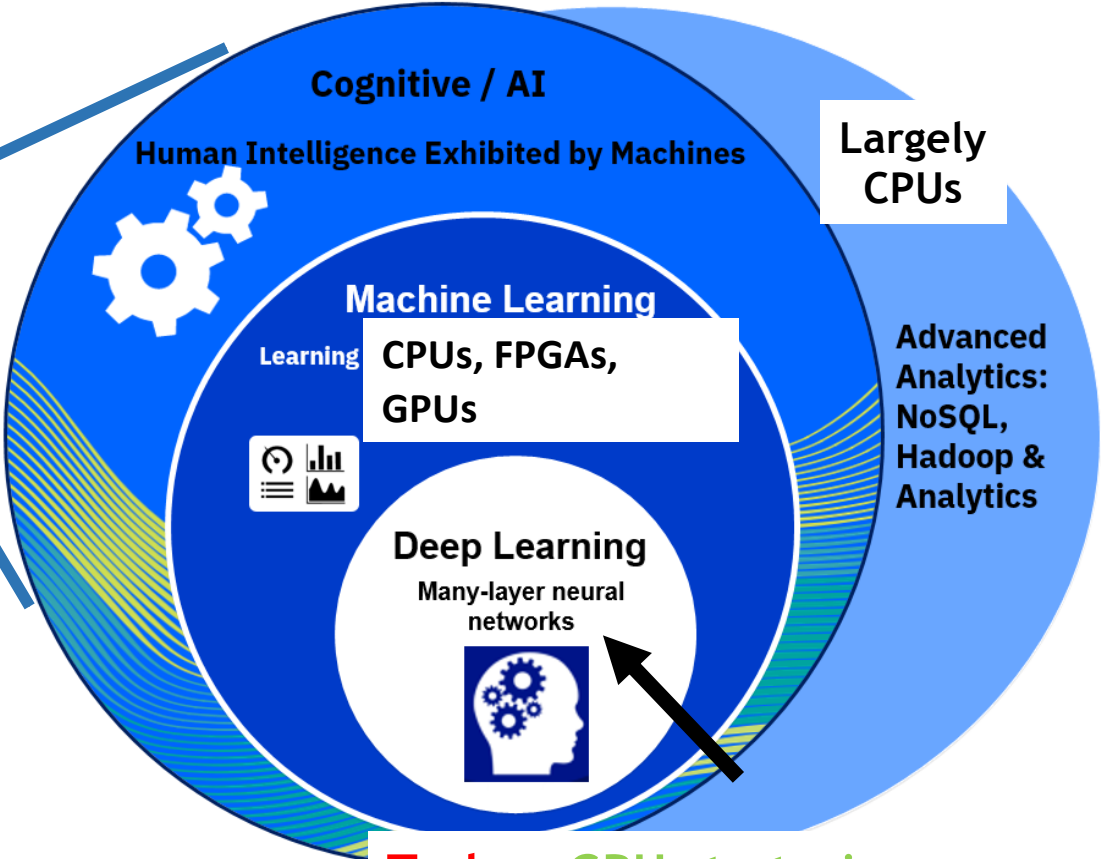 Cognitive / AI
Human Intelligence Exhibited by Machines
Largely
CPUs
Machine Learning
Learning
CPUs, FPGAs,
GPUs
Advanced
Analytics:
NoSQL,
Hadoop &
Analytics
Deep Learning
Many-layer neural
networks